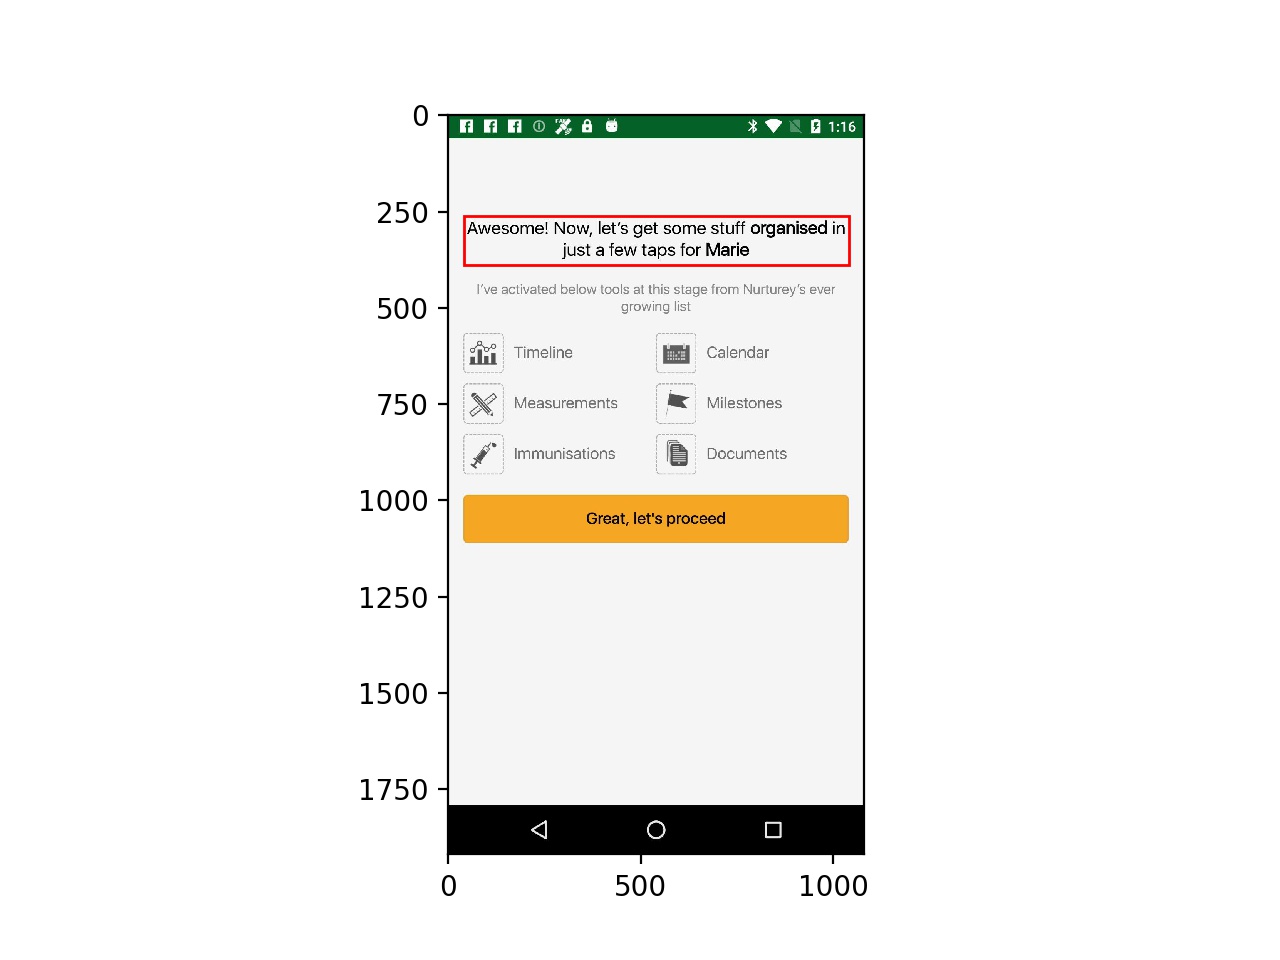 0
250
500
750
1000
1250
1500
1750
1:16
Awesome! Now, let's get some stuff organised in
just a few taps for Marie
I've activated below tools at this stage from Nurturey's ever
growing list
Timeline
Calendar
Measurements
Milestones
Immunisations
Documents
Great, let's proceed
0
500
1000